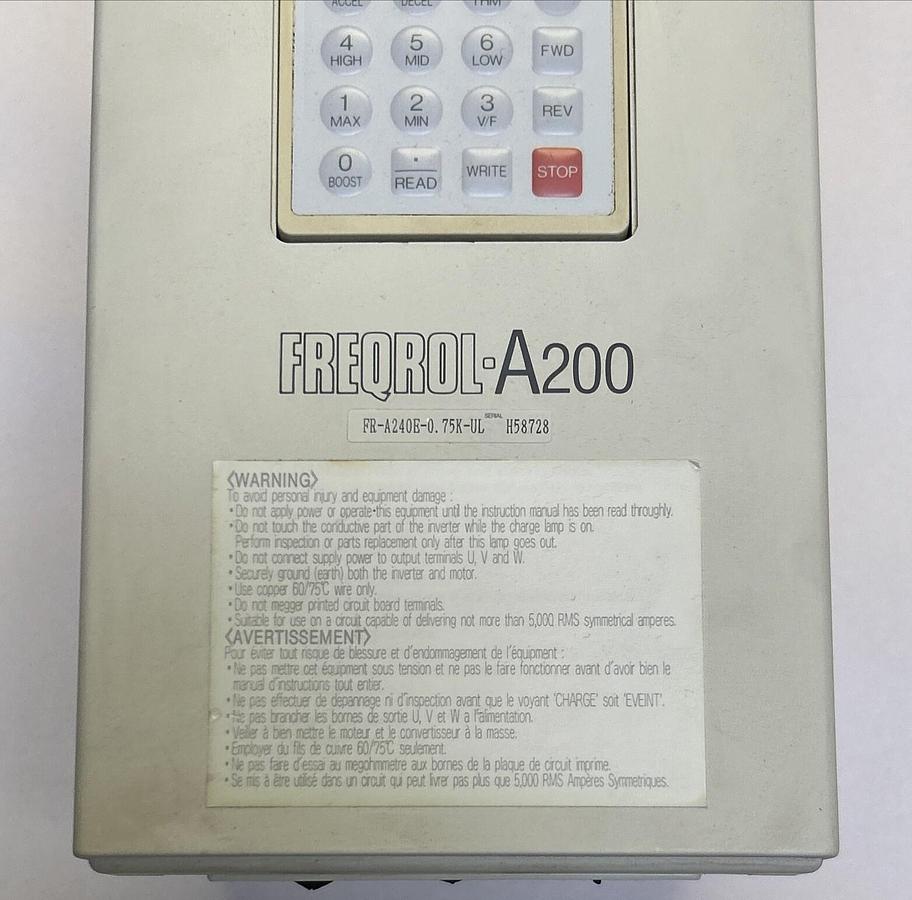 ACCEL DECEL
4 5 6 FWD
HIGH MID LOW
1 2 3 REV
MAX MIN V/F
0 . WRITE STOP
BOOST READ
FREQROL-A200
SERIAL
FR-A240E-0.75K-UL H58728
〈WARNING〉
To avoid personal injury and equipment damage :
•Do not apply power or operate this equipment until the instruction manual has been read throughly.
•Do not touch the conductive part of the inverter while the charge lamp is on.
Perform inspection or parts replacement only after this lamp goes out.
•Do not connect supply power to output terminals U, V and W.
•Securely ground (earth) both the inverter and motor.
•Use copper 60/75℃ wire only.
•Do not megger printed circuit board terminals.
•Suitable for use on a circuit capable of delivering not more than 5,000 RMS symmetrical amperes.
〈AVERTISSEMENT〉
Pour éviter tout risque de blessure et d'endommagement de l'équipment :
•Ne pas mettre cet équipment sous tension et ne pas le faire fonctionner avant d'avoir bien le
manual d'instructions tout entier.
•Ne pas effectuer de depannage ni d'inspection avant que le voyant 'CHARGE' soit 'EVEINT'.
•Ne pas brancher les bornes de sortie U, V et W a l'alimentation.
•Veiller à bien mettre le moteur et le convertisseur à la masse.
•Employer du fils de cuivre 60/75℃ seulement.
•Ne pas faire d'essai au megohmmetre aux bornes de la plaque de circuit imprime.
•Se mis à être utilisé dans un circuit qui peut livrer pas plus que 5,000 RMS Ampères Symmetriques.